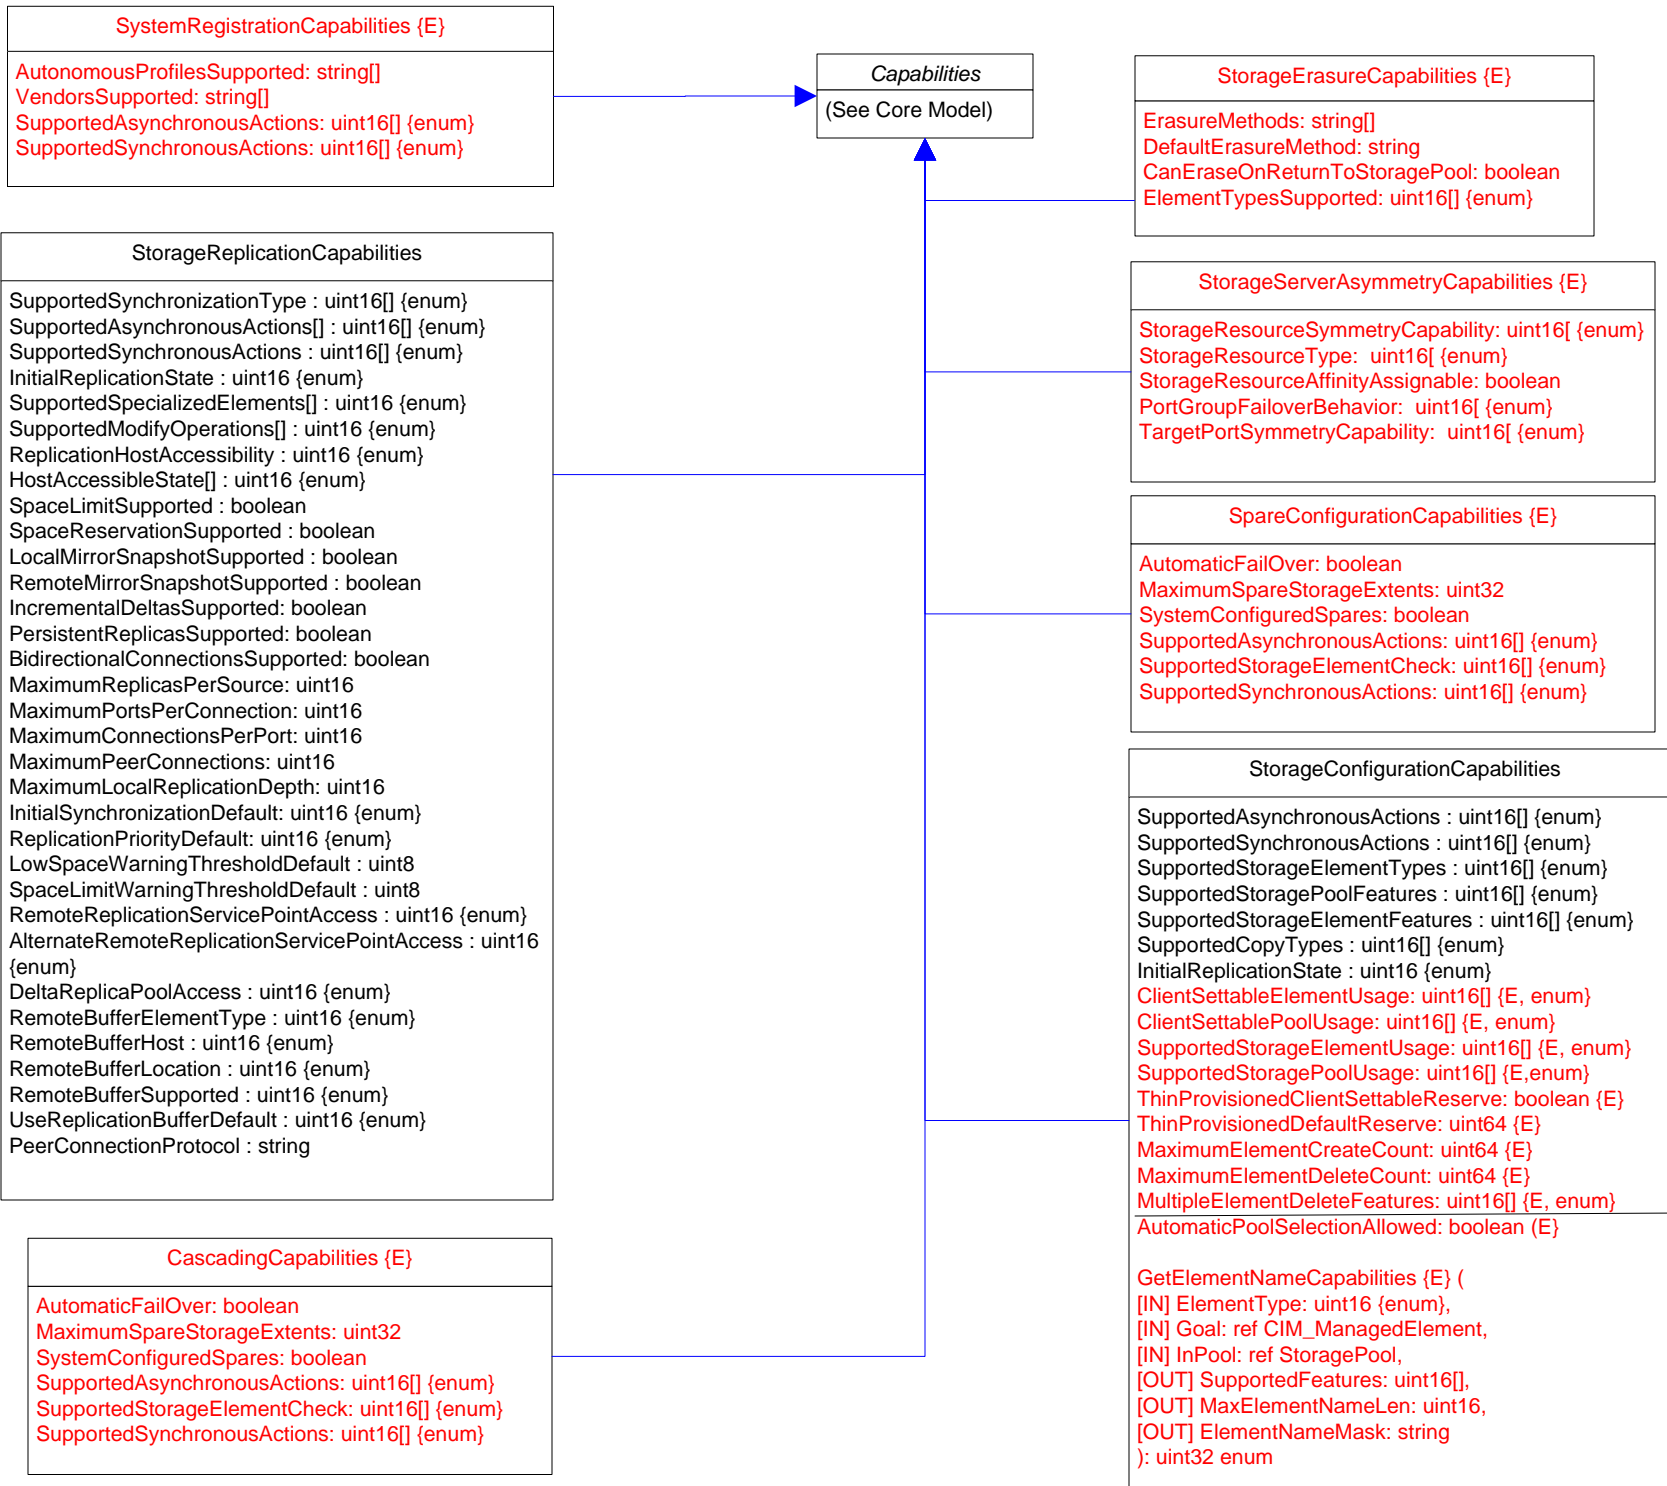 SystemRegistrationCapabilities {E}
AutonomousProfilesSupported: string[]
VendorsSupported: string[]
SupportedAsynchronousActions: uint16[] {enum}
SupportedSynchronousActions: uint16[] {enum}
Capabilities
(See Core Model)
StorageErasureCapabilities {E}
ErasureMethods: string[]
DefaultErasureMethod: string
CanEraseOnReturnToStoragePool: boolean
ElementTypesSupported: uint16[] {enum}
StorageReplicationCapabilities
SupportedSynchronizationType : uint16[] {enum}
SupportedAsynchronousActions[] : uint16[] {enum}
SupportedSynchronousActions : uint16[] {enum}
InitialReplicationState : uint16 {enum}
SupportedSpecializedElements[] : uint16 {enum}
SupportedModifyOperations[] : uint16 {enum}
ReplicationHostAccessibility : uint16 {enum}
HostAccessibleState[] : uint16 {enum}
SpaceLimitSupported : boolean
SpaceReservationSupported : boolean
LocalMirrorSnapshotSupported : boolean
RemoteMirrorSnapshotSupported : boolean
IncrementalDeltasSupported: boolean
PersistentReplicasSupported: boolean
BidirectionalConnectionsSupported: boolean
MaximumReplicasPerSource: uint16
MaximumPortsPerConnection: uint16
MaximumConnectionsPerPort: uint16
MaximumPeerConnections: uint16
MaximumLocalReplicationDepth: uint16
InitialSynchronizationDefault: uint16 {enum}
ReplicationPriorityDefault: uint16 {enum}
LowSpaceWarningThresholdDefault : uint8
SpaceLimitWarningThresholdDefault : uint8
RemoteReplicationServicePointAccess : uint16 {enum}
AlternateRemoteReplicationServicePointAccess : uint16
{enum}
DeltaReplicaPoolAccess : uint16 {enum}
RemoteBufferElementType : uint16 {enum}
RemoteBufferHost : uint16 {enum}
RemoteBufferLocation : uint16 {enum}
RemoteBufferSupported : uint16 {enum}
UseReplicationBufferDefault : uint16 {enum}
PeerConnectionProtocol : string
StorageServerAsymmetryCapabilities {E}
StorageResourceSymmetryCapability: uint16[ {enum}
StorageResourceType:  uint16[ {enum}
StorageResourceAffinityAssignable: boolean
PortGroupFailoverBehavior:  uint16[ {enum}
TargetPortSymmetryCapability:  uint16[ {enum}
SpareConfigurationCapabilities {E}
AutomaticFailOver: boolean
MaximumSpareStorageExtents: uint32
SystemConfiguredSpares: boolean
SupportedAsynchronousActions: uint16[] {enum}
SupportedStorageElementCheck: uint16[] {enum}
SupportedSynchronousActions: uint16[] {enum}
StorageConfigurationCapabilities
SupportedAsynchronousActions : uint16[] {enum}
SupportedSynchronousActions : uint16[] {enum}
SupportedStorageElementTypes : uint16[] {enum}
SupportedStoragePoolFeatures : uint16[] {enum}
SupportedStorageElementFeatures : uint16[] {enum}
SupportedCopyTypes : uint16[] {enum}
InitialReplicationState : uint16 {enum}
ClientSettableElementUsage: uint16[] {E, enum}
ClientSettablePoolUsage: uint16[] {E, enum}
SupportedStorageElementUsage: uint16[] {E, enum}
SupportedStoragePoolUsage: uint16[] {E,enum}
ThinProvisionedClientSettableReserve: boolean {E}
ThinProvisionedDefaultReserve: uint64 {E}
MaximumElementCreateCount: uint64 {E}
MaximumElementDeleteCount: uint64 {E}
MultipleElementDeleteFeatures: uint16[] {E, enum}
AutomaticPoolSelectionAllowed: boolean (E}
GetElementNameCapabilities {E} (
[IN] ElementType: uint16 {enum},
[IN] Goal: ref CIM_ManagedElement,
[IN] InPool: ref StoragePool,
[OUT] SupportedFeatures: uint16[],
[OUT] MaxElementNameLen: uint16,
[OUT] ElementNameMask: string
): uint32 enum
CascadingCapabilities {E}
AutomaticFailOver: boolean
MaximumSpareStorageExtents: uint32
SystemConfiguredSpares: boolean
SupportedAsynchronousActions: uint16[] {enum}
SupportedStorageElementCheck: uint16[] {enum}
SupportedSynchronousActions: uint16[] {enum}